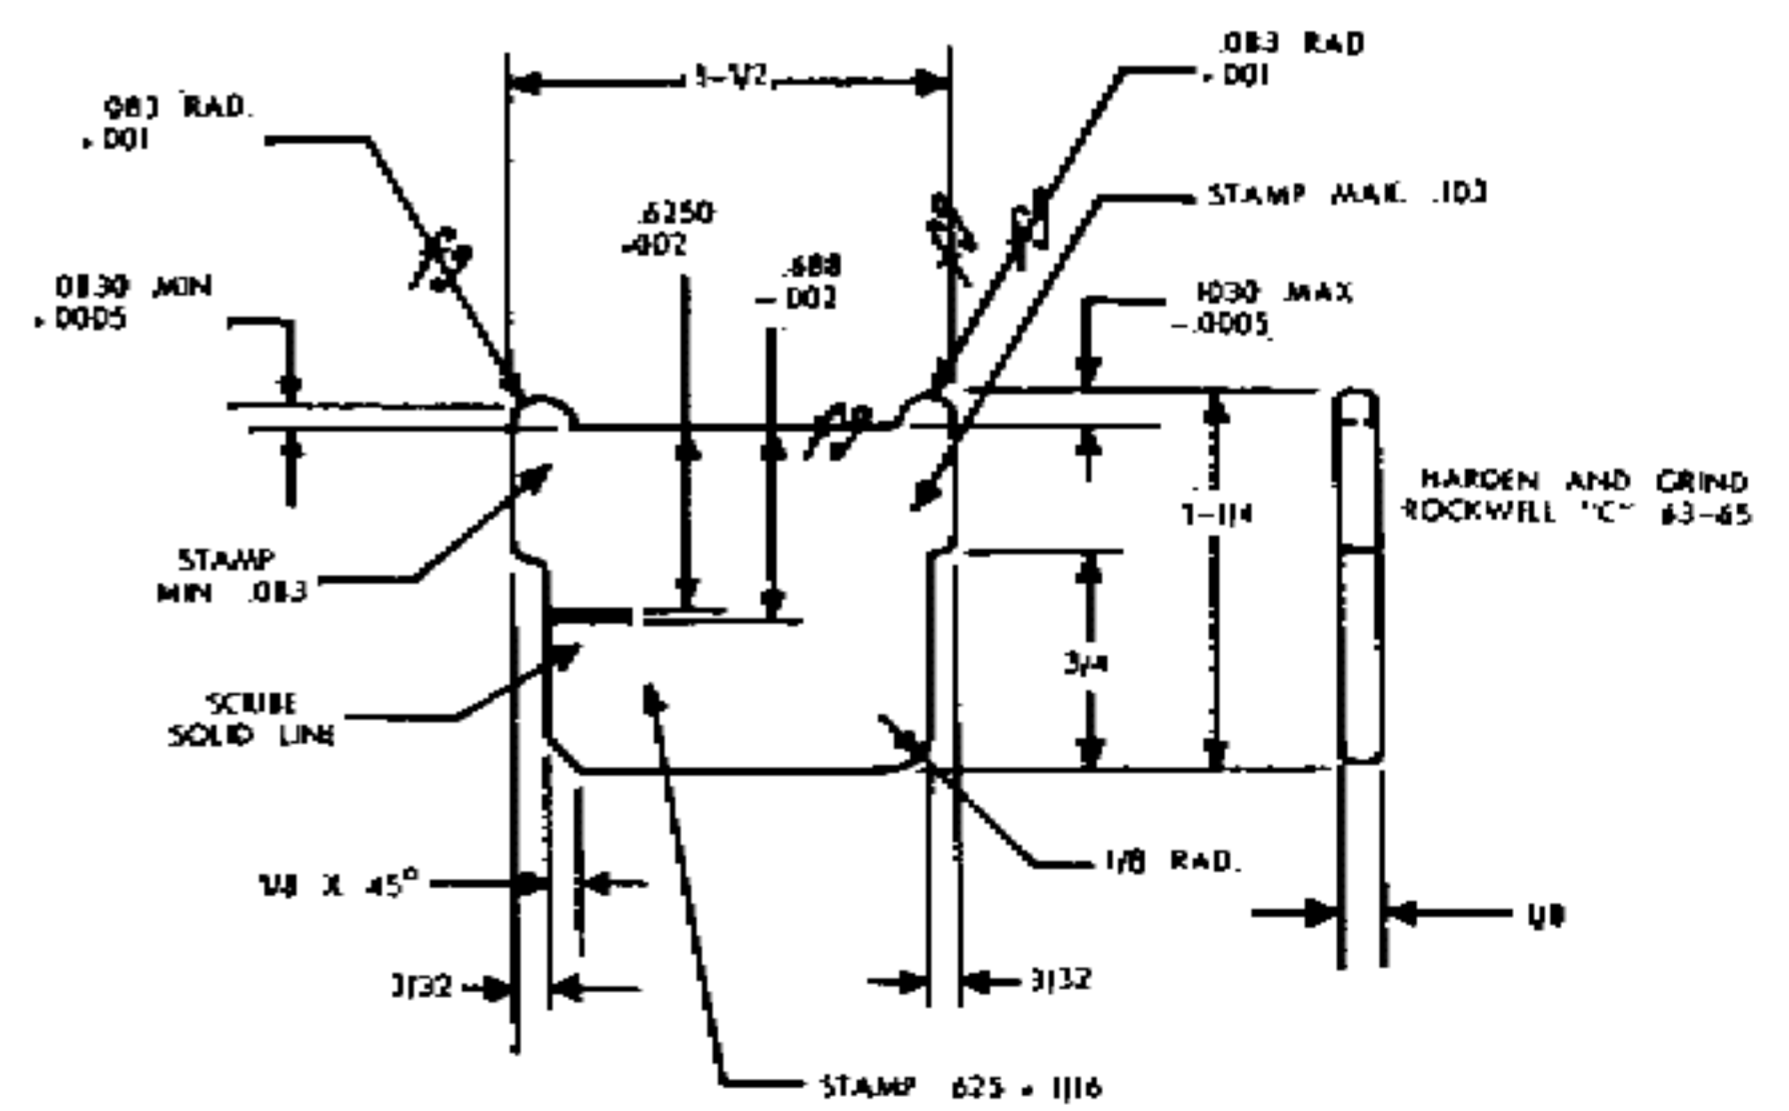 .083 RAD
.001
.083 RAD.
.001
STAMP MAX. .103
.6250
-.002
.688
-.002
.0830 MIN
.0005
.1030 MAX
-.0005
1-1/4
HARDEN AND GRIND
ROCKWELL "C" 63-65
STAMP
MIN .083
3/4
SCRIBE
SOLID LINE
1/8 RAD.
1/8 X 45°
1/8
3/32
3/32
STAMP .625 + 1/16